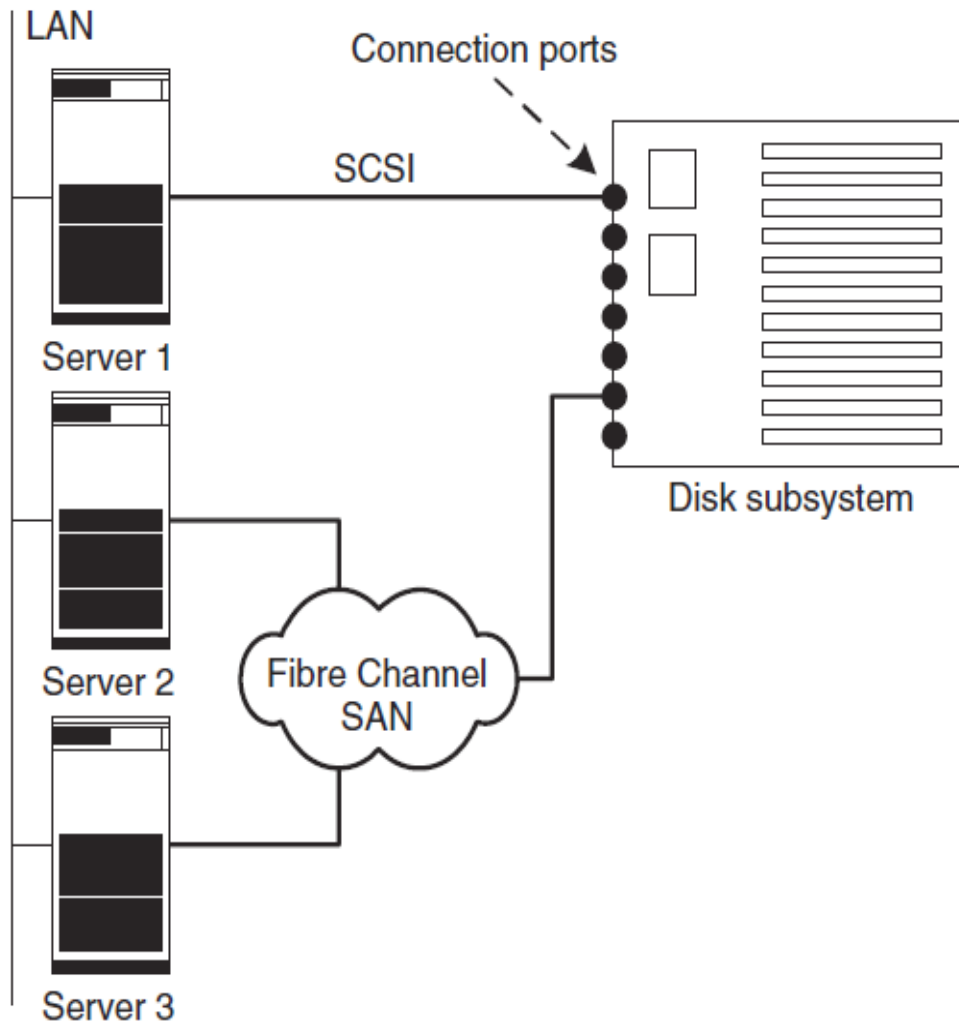 LAN
Connection ports
SCSI
Server 1
Disk subsystem
Server 2
Fibre Channel
SAN
Server 3